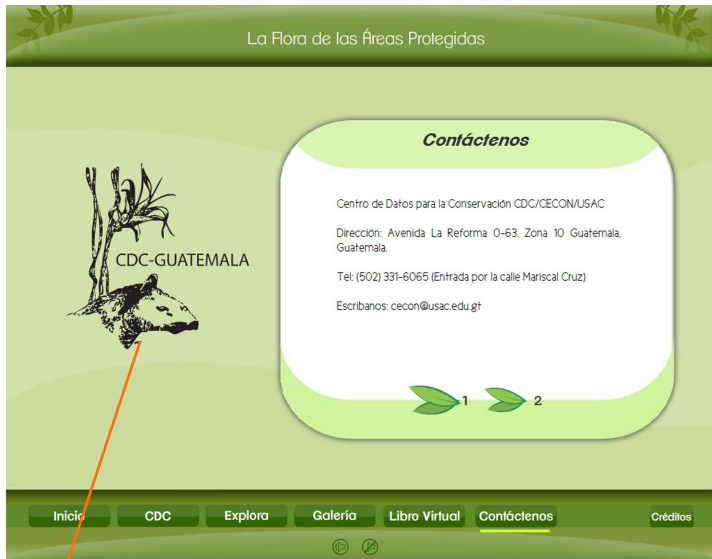 La Flora de las Áreas Protegidas
Contáctenos
CDC-GUATEMALA
Centro de Datos para la Conservación CDC/CECON/USAC
Dirección: Avenida La Reforma 0-63, Zona 10 Guatemala,
Guatemala.
Tel: (502) 331-6065 (Entrada por la calle Mariscal Cruz)
Escribanos: cecon@usac.edu.gt
1 2
Inicio CDC Explora Galería Libro Virtual Contáctenos Créditos